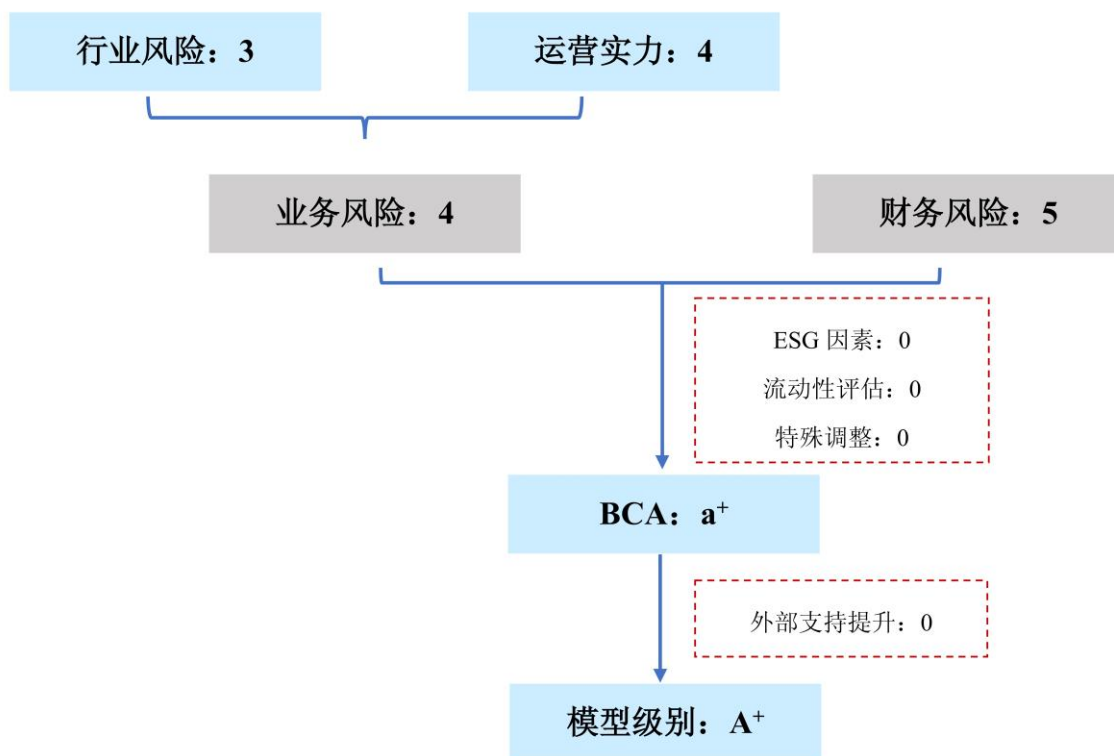 行业风险：3
运营实力：4
业务风险：4
财务风险：5
ESG 因素：0
流动性评估：0
特殊调整：0
BCA：a⁺
外部支持提升：0
模型级别：A⁺